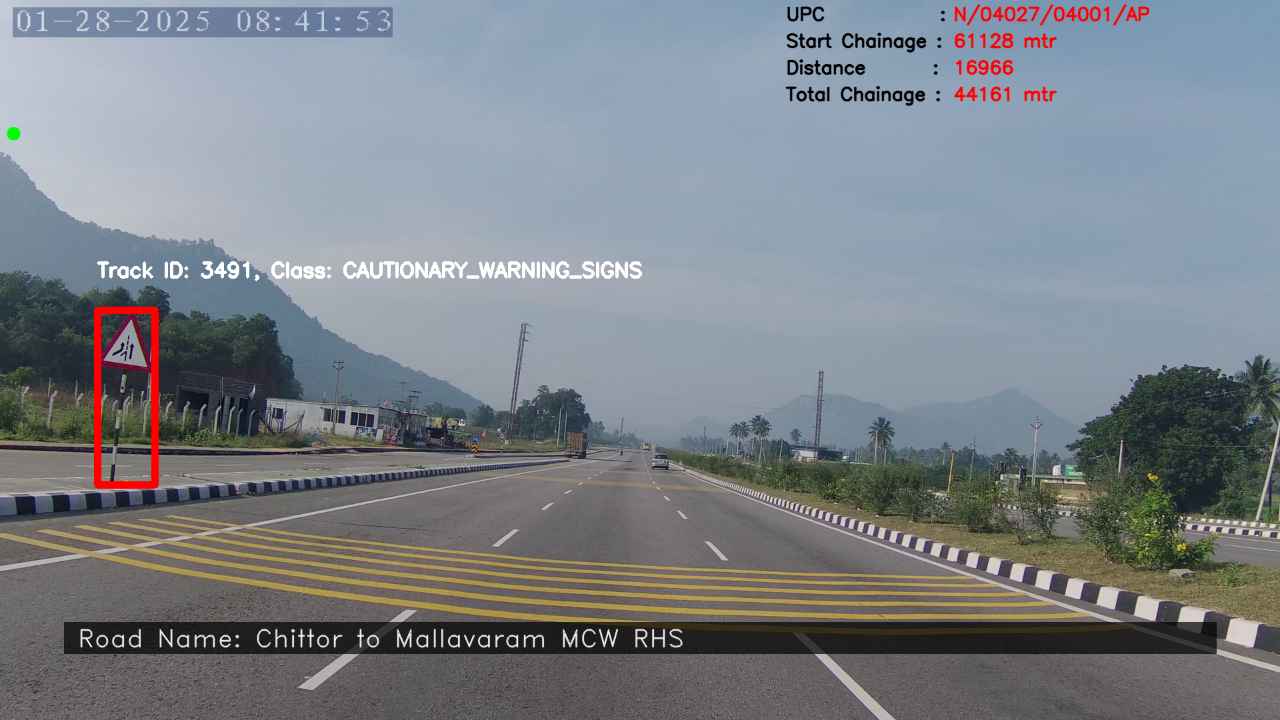 01-28-2025 08:41:53
UPC : N/04027/04001/AP
Start Chainage : 61128 mtr
Distance : 16966
Total Chainage : 44161 mtr
Track ID: 3491, Class: CAUTIONARY_WARNING_SIGNS
Road Name: Chittor to Mallavaram MCW RHS